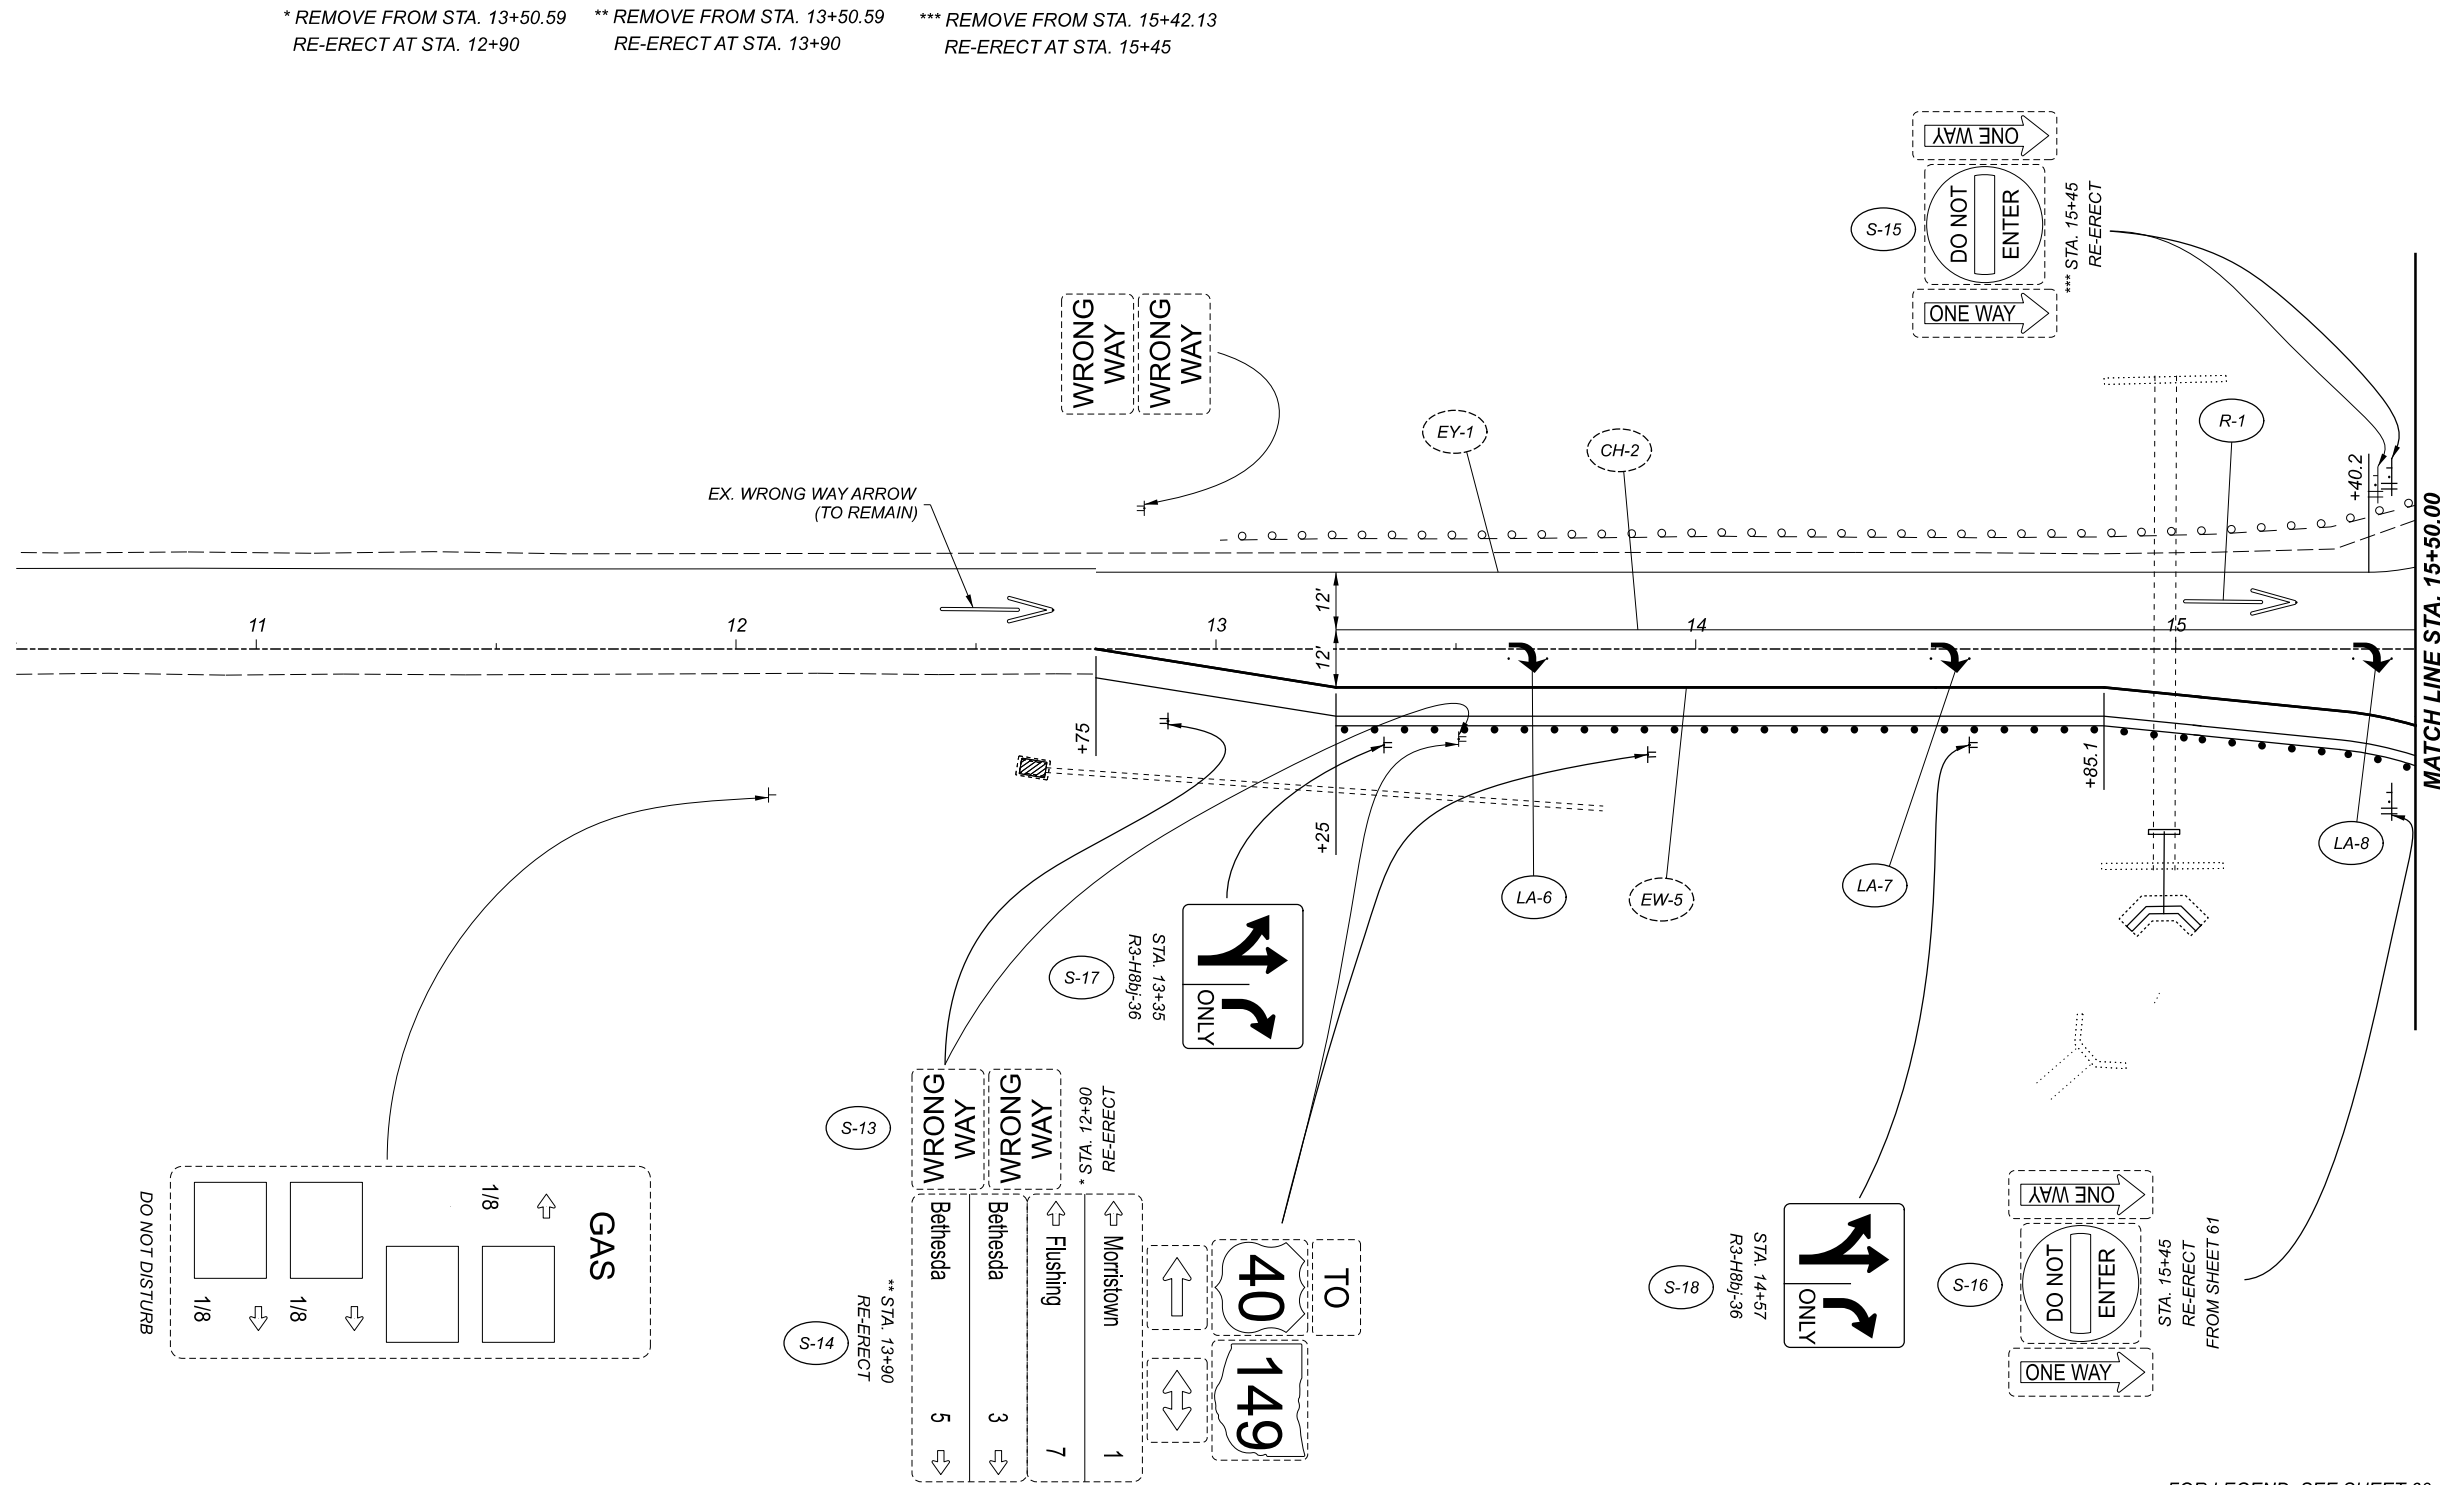 * REMOVE FROM STA. 13+50.59
RE-ERECT AT STA. 12+90
** REMOVE FROM STA. 13+50.59
RE-ERECT AT STA. 13+90
*** REMOVE FROM STA. 15+42.13
RE-ERECT AT STA. 15+45
ONE WAY
DO NOT
ENTER
ONE WAY
S-15
*** STA. 15+45
RE-ERECT
WRONG
WAY
WRONG
WAY
EY-1
CH-2
R-1
+40.2
EX. WRONG WAY ARROW
(TO REMAIN)
MATCH LINE STA. 15+50.00
12'
12'
11
12
13
14
15
+75
+25
+85.1
LA-6
EW-5
LA-7
LA-8
S-17
STA. 13+35
R3-H8bj-36
ONLY
S-13
WRONG
WAY
WRONG
WAY
* STA. 12+90
RE-ERECT
GAS
1/8
1/8
1/8
DO NOT DISTURB
S-14
** STA. 13+90
RE-ERECT
Morristown 1
Flushing 7
Bethesda 3
Bethesda 5
TO
40
149
S-18
STA. 14+57
R3-H8bj-36
ONLY
S-16
ONE WAY
DO NOT
ENTER
ONE WAY
STA. 15+45
RE-ERECT
FROM SHEET 61